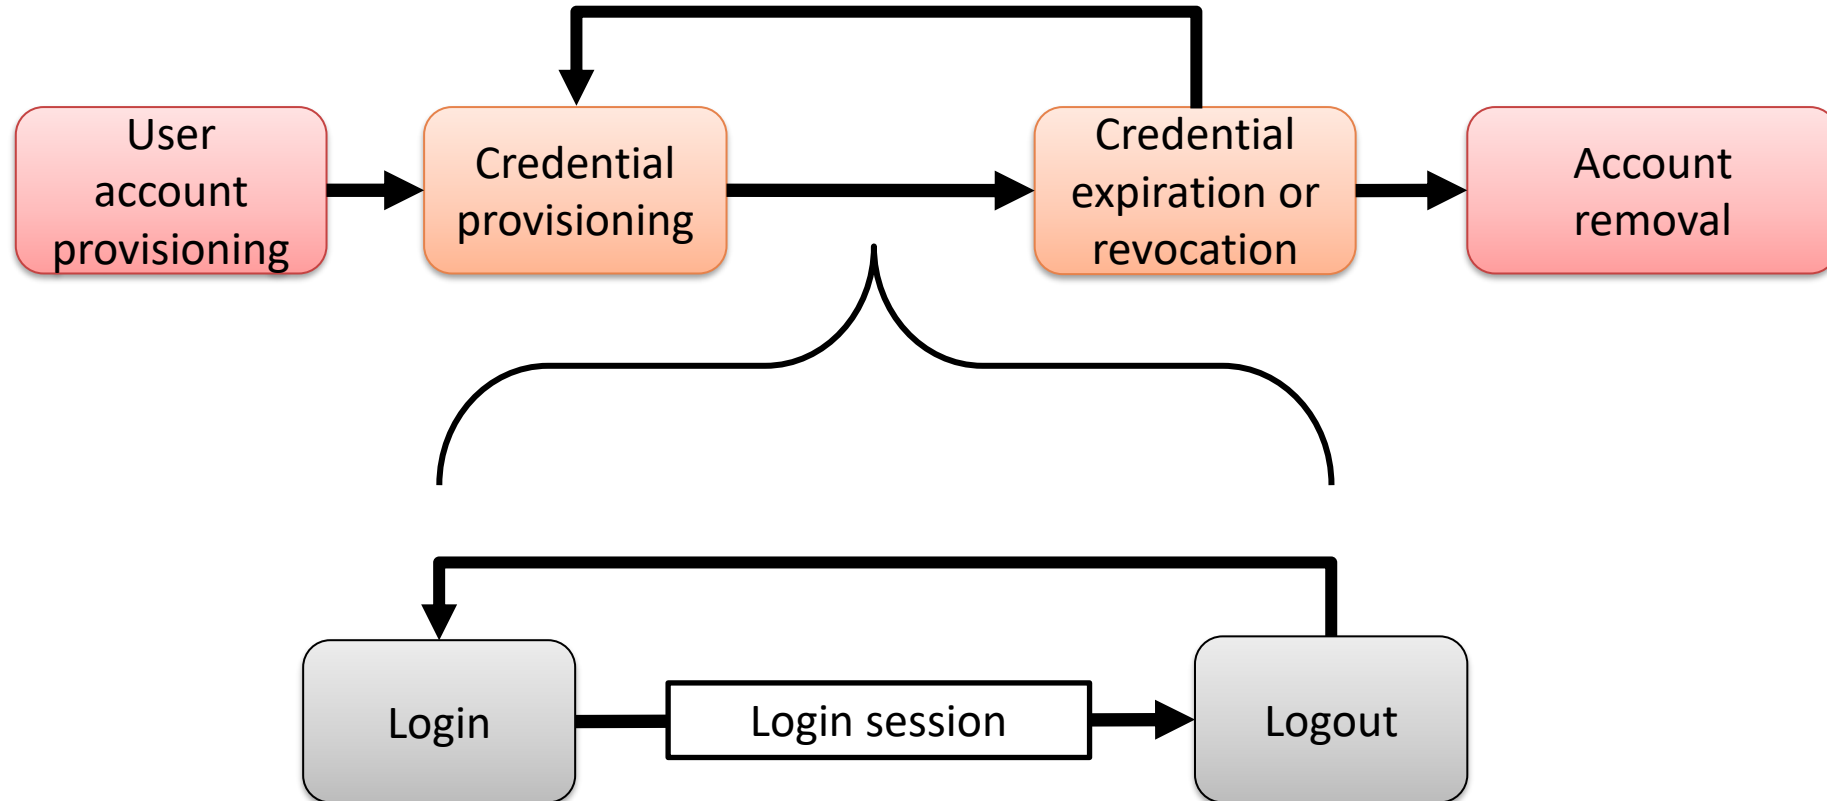 User
account
provisioning
Credential
provisioning
Credential
expiration or
revocation
Account
removal
Login
Login session
Logout